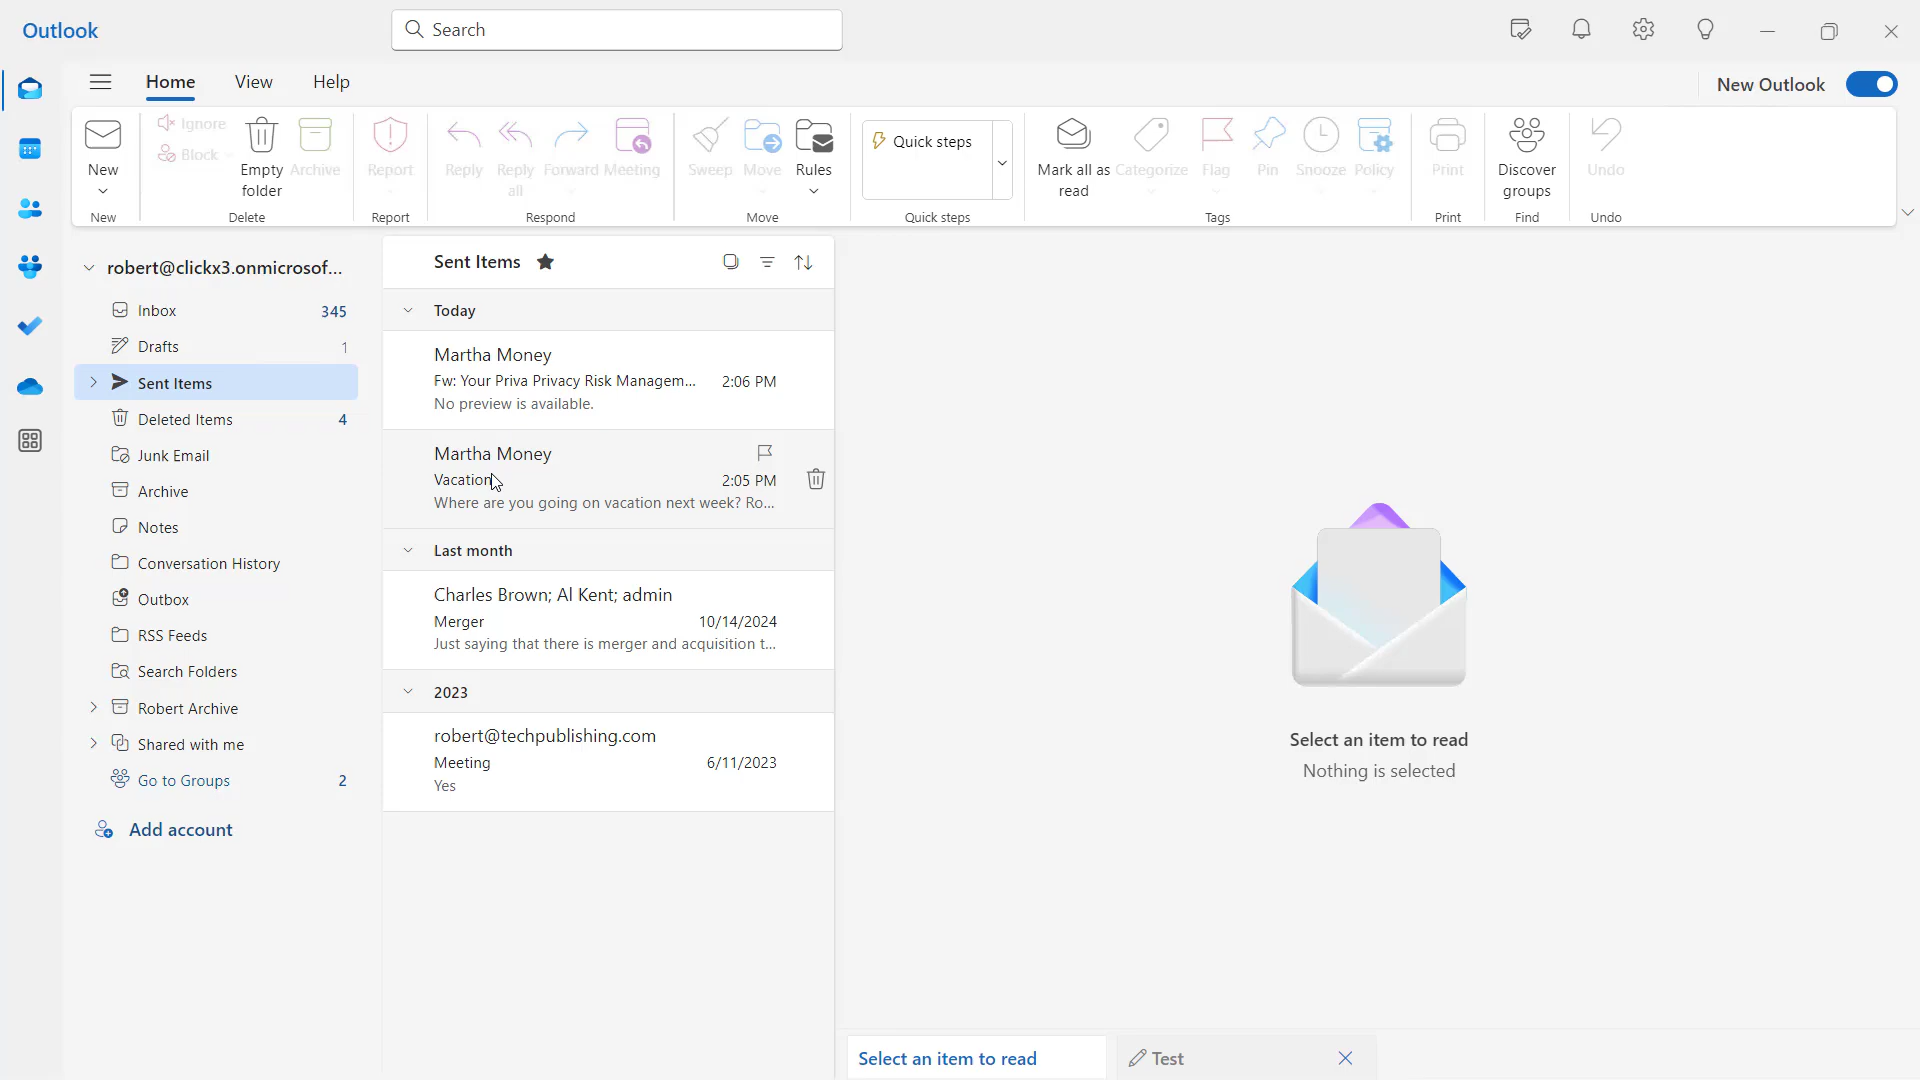 Outlook
Search
Home View Help
New Outlook
New
Ignore
Block
Empty folder
Archive
Report
Reply
Reply all
Forward
Meeting
Sweep
Move
Rules
Quick steps
Mark all as read
Categorize
Flag
Pin
Snooze
Policy
Print
Discover groups
Undo
New Delete Report Respond Move Quick steps Tags Print Find Undo
robert@clickx3.onmicrosof...
Inbox 345
Drafts 1
Sent Items
Deleted Items 4
Junk Email
Archive
Notes
Conversation History
Outbox
RSS Feeds
Search Folders
Robert Archive
Shared with me
Go to Groups 2
Add account
Sent Items
Today
Martha Money
Fw: Your Priva Privacy Risk Managem... 2:06 PM
No preview is available.
Martha Money
Vacation 2:05 PM
Where are you going on vacation next week? Ro...
Last month
Charles Brown; Al Kent; admin
Merger 10/14/2024
Just saying that there is merger and acquisition t...
2023
robert@techpublishing.com
Meeting 6/11/2023
Yes
Select an item to read
Nothing is selected
Select an item to read
Test